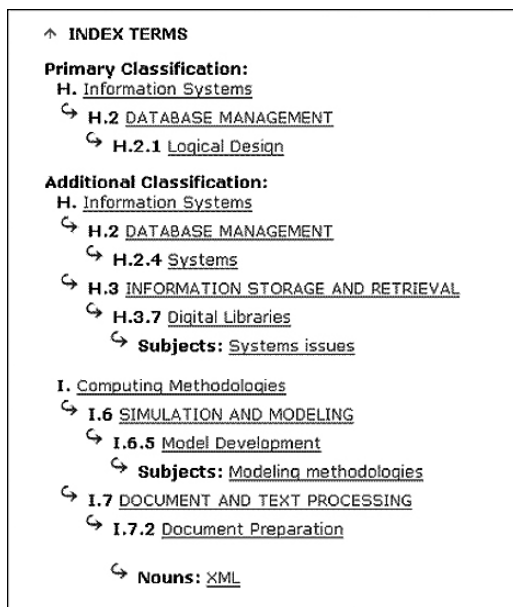 INDEX TERMS
Primary Classification:
H. Information Systems
H.2 DATABASE MANAGEMENT
H.2.1 Logical Design
Additional Classification:
H. Information Systems
H.2 DATABASE MANAGEMENT
H.2.4 Systems
H.3 INFORMATION STORAGE AND RETRIEVAL
H.3.7 Digital Libraries
Subjects: Systems issues
I. Computing Methodologies
I.6 SIMULATION AND MODELING
I.6.5 Model Development
Subjects: Modeling methodologies
I.7 DOCUMENT AND TEXT PROCESSING
I.7.2 Document Preparation
Nouns: XML